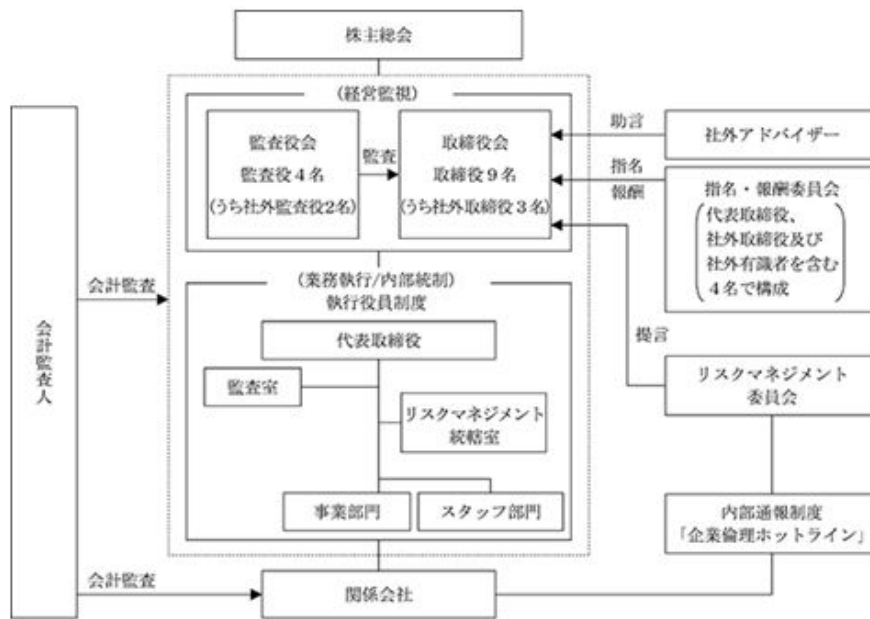 株主総会
(経営監視)
監査役会
監査役4名
(うち社外監査役2名)
監査
取締役会
取締役9名
(うち社外取締役3名)
助言
社外アドバイザー
指名
報酬
指名・報酬委員会
代表取締役、
社外取締役及び
社外有識者を含む
4名で構成
会計監査
会計監査人
(業務執行/内部統制)
執行役員制度
代表取締役
監査室
リスクマネジメント
統轄室
事業部門
スタッフ部門
提言
リスクマネジメント
委員会
内部通報制度
「企業倫理ホットライン」
会計監査
関係会社